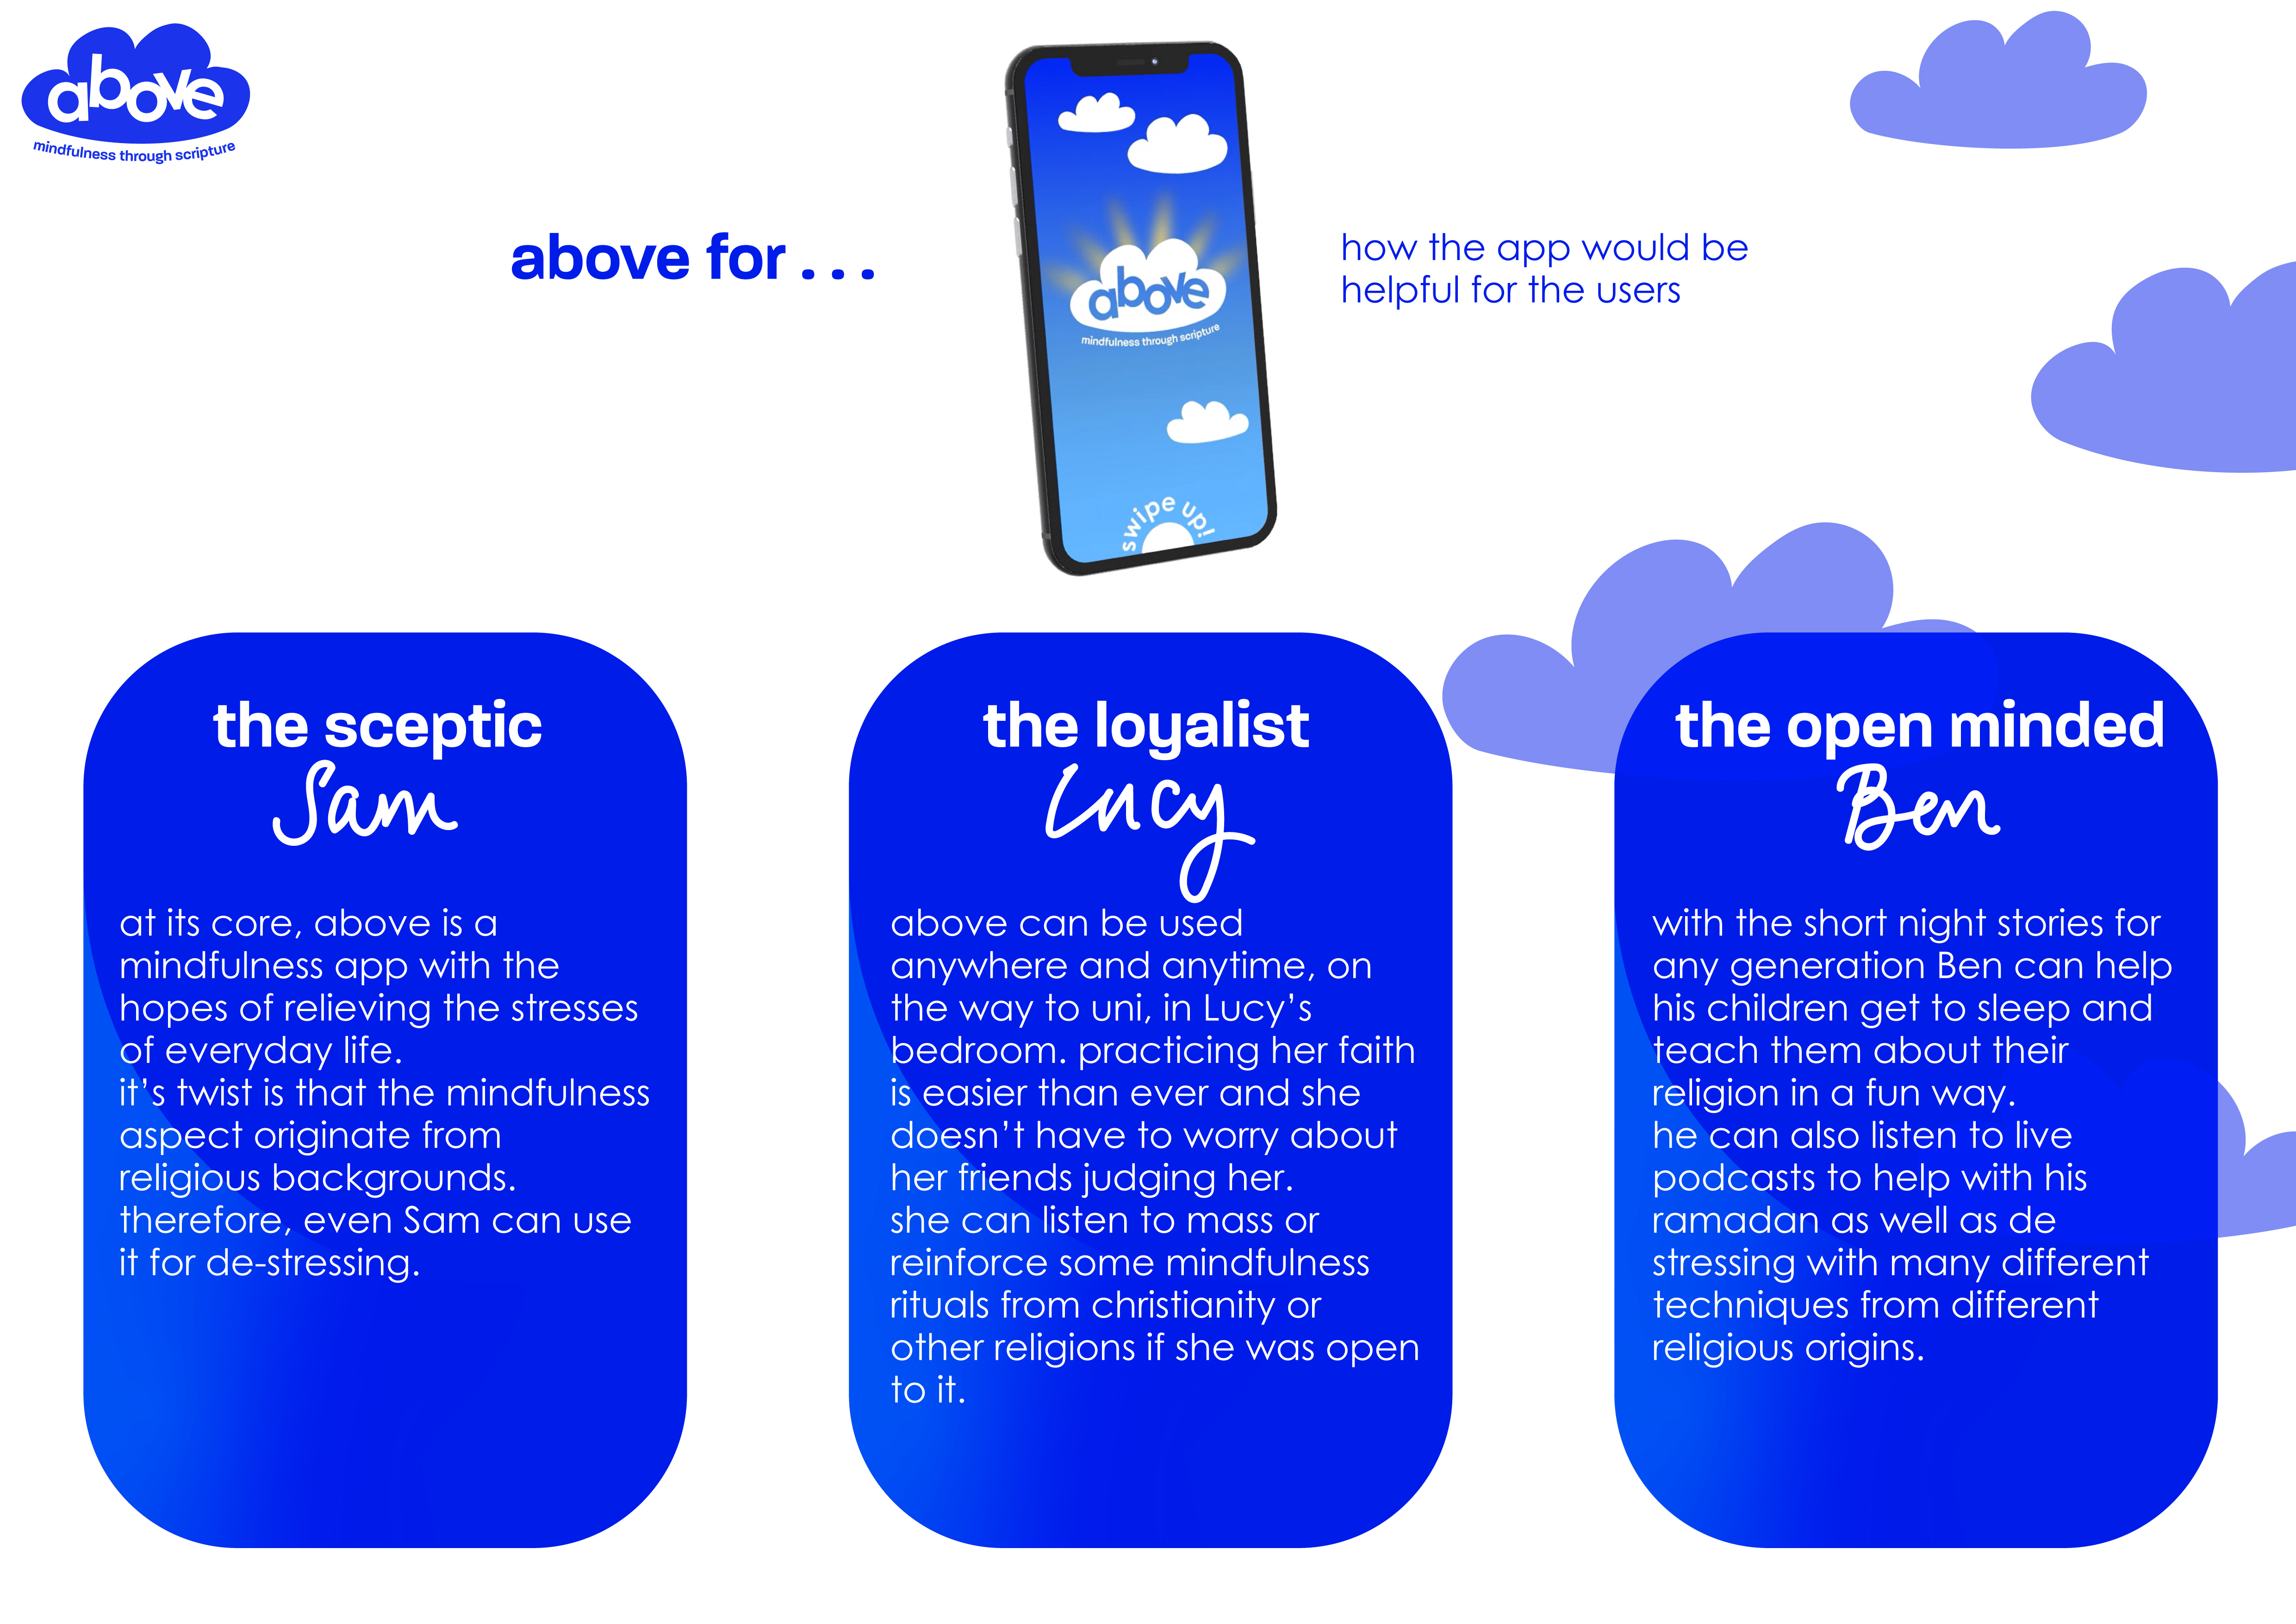 above
mindfulness through scripture
above for . . .
above
mindfulness through scripture
swipe up!
how the app would be
helpful for the users
the sceptic
Sam
at its core, above is a
mindfulness app with the
hopes of relieving the stresses
of everyday life.
it's twist is that the mindfulness
aspect originate from
religious backgrounds.
therefore, even Sam can use
it for de-stressing.
the loyalist
Lucy
above can be used
anywhere and anytime, on
the way to uni, in Lucy's
bedroom. practicing her faith
is easier than ever and she
doesn't have to worry about
her friends judging her.
she can listen to mass or
reinforce some mindfulness
rituals from christianity or
other religions if she was open
to it.
the open minded
Ben
with the short night stories for
any generation Ben can help
his children get to sleep and
teach them about their
religion in a fun way.
he can also listen to live
podcasts to help with his
ramadan as well as de
stressing with many different
techniques from different
religious origins.